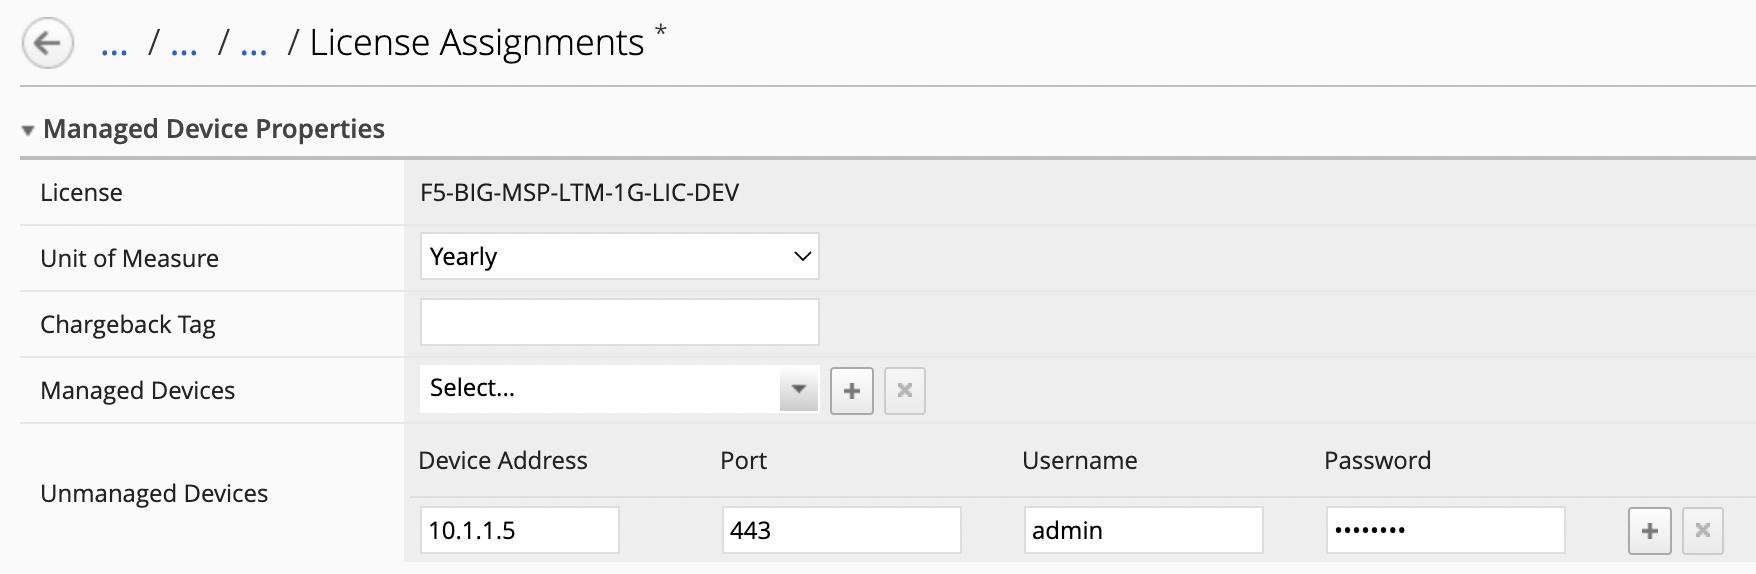 ... / ... / ... / License Assignments *
Managed Device Properties
License F5-BIG-MSP-LTM-1G-LIC-DEV
Unit of Measure Yearly
Chargeback Tag
Managed Devices Select...
Device Address Port Username Password
Unmanaged Devices
10.1.1.5 443 admin ••••••••